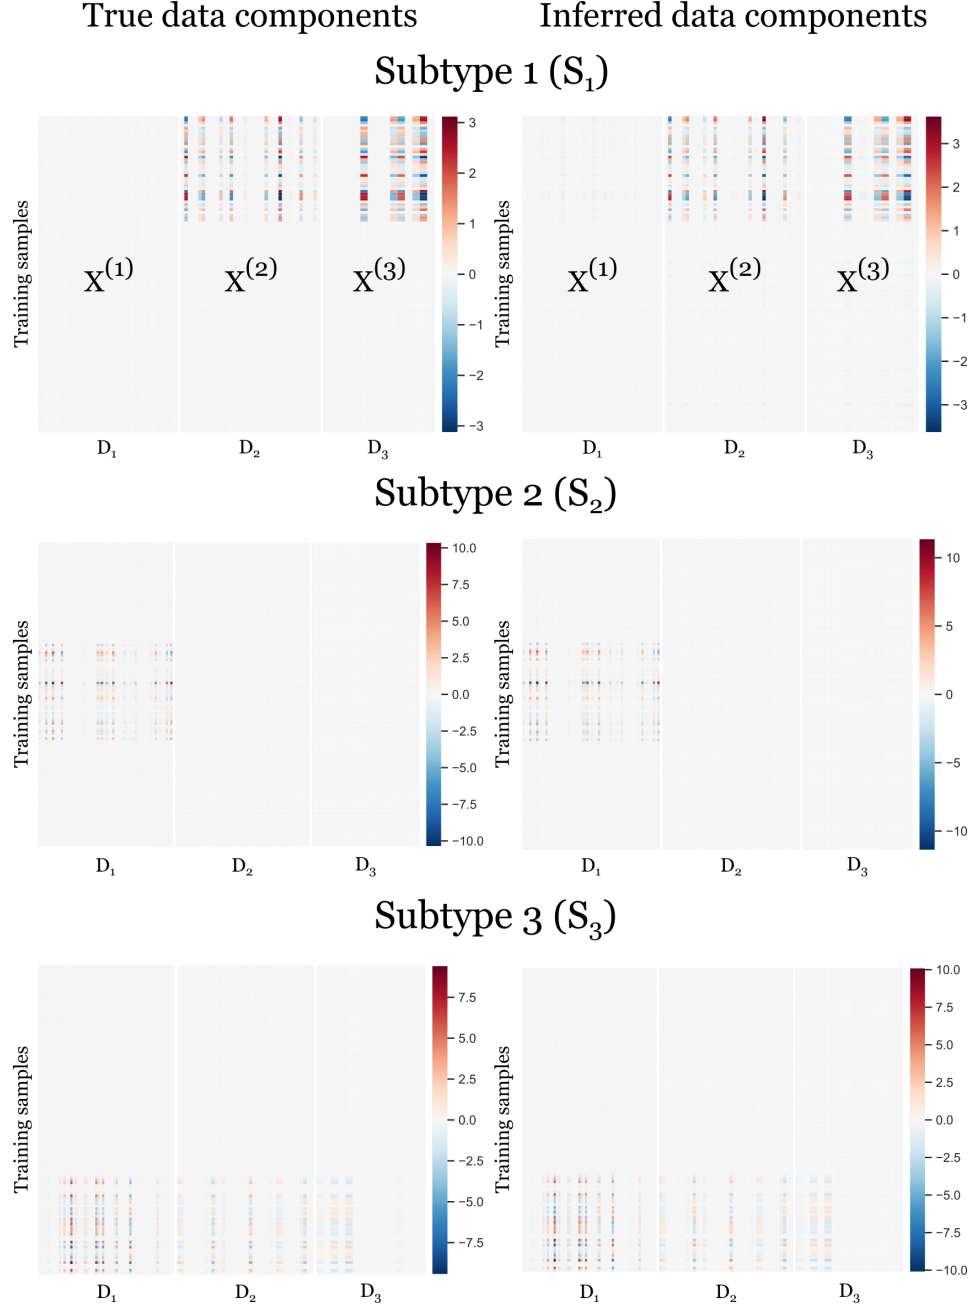 True data components Inferred data components
Subtype 1 (S₁)
Training samples
X⁽¹⁾ X⁽²⁾ X⁽³⁾
D₁ D₂ D₃
3
2
1
0
−1
−2
−3
Training samples
X⁽¹⁾ X⁽²⁾ X⁽³⁾
D₁ D₂ D₃
3
2
1
0
−1
−2
−3
Subtype 2 (S₂)
Training samples
D₁ D₂ D₃
10.0
7.5
5.0
2.5
0.0
−2.5
−5.0
−7.5
−10.0
Training samples
D₁ D₂ D₃
10
5
0
−5
−10
Subtype 3 (S₃)
Training samples
D₁ D₂ D₃
7.5
5.0
2.5
0.0
−2.5
−5.0
−7.5
Training samples
D₁ D₂ D₃
10.0
7.5
5.0
2.5
0.0
−2.5
−5.0
−7.5
−10.0